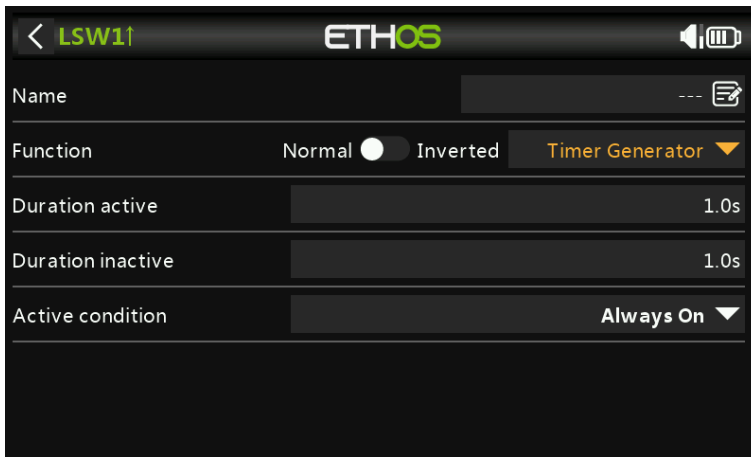 LSW1↑ ETHOS
Name ---
Function Normal Inverted Timer Generator
Duration active 1.0s
Duration inactive 1.0s
Active condition Always On